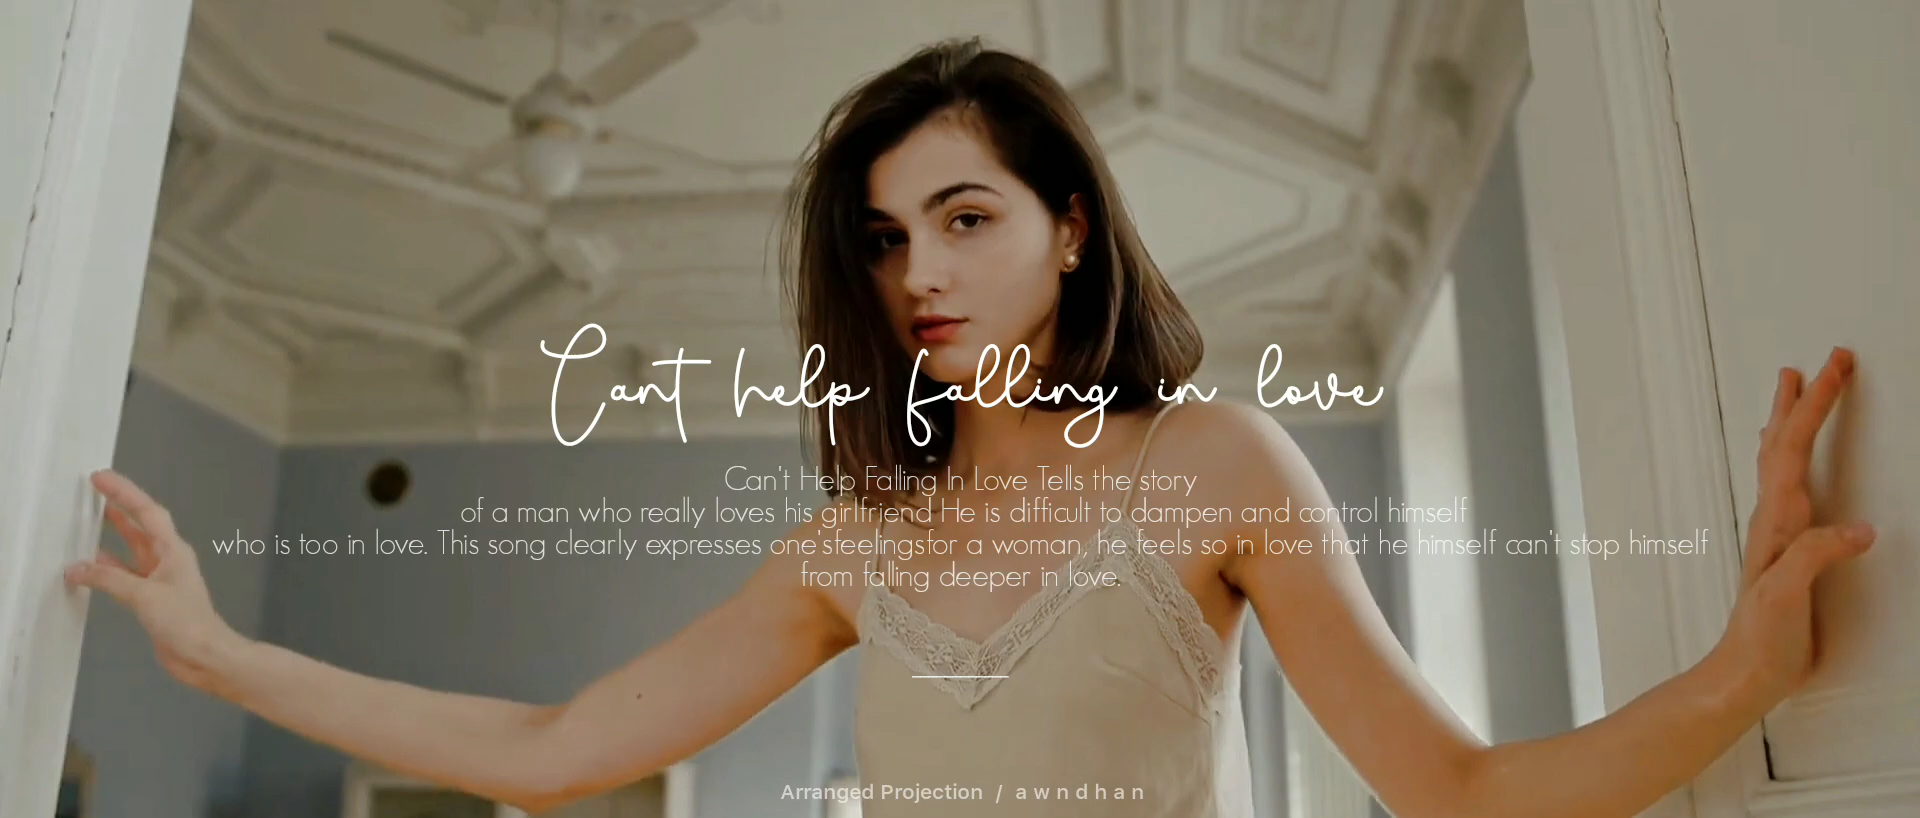 Cant help falling in love
Can't Help Falling In Love Tells the story
of a man who really loves his girlfriend He is difficult to dampen and control himself
who is too in love. This song clearly expresses one'sfeelingsfor a woman, he feels so in love that he himself can't stop himself
from falling deeper in love.
Arranged Projection / a w n d h a n